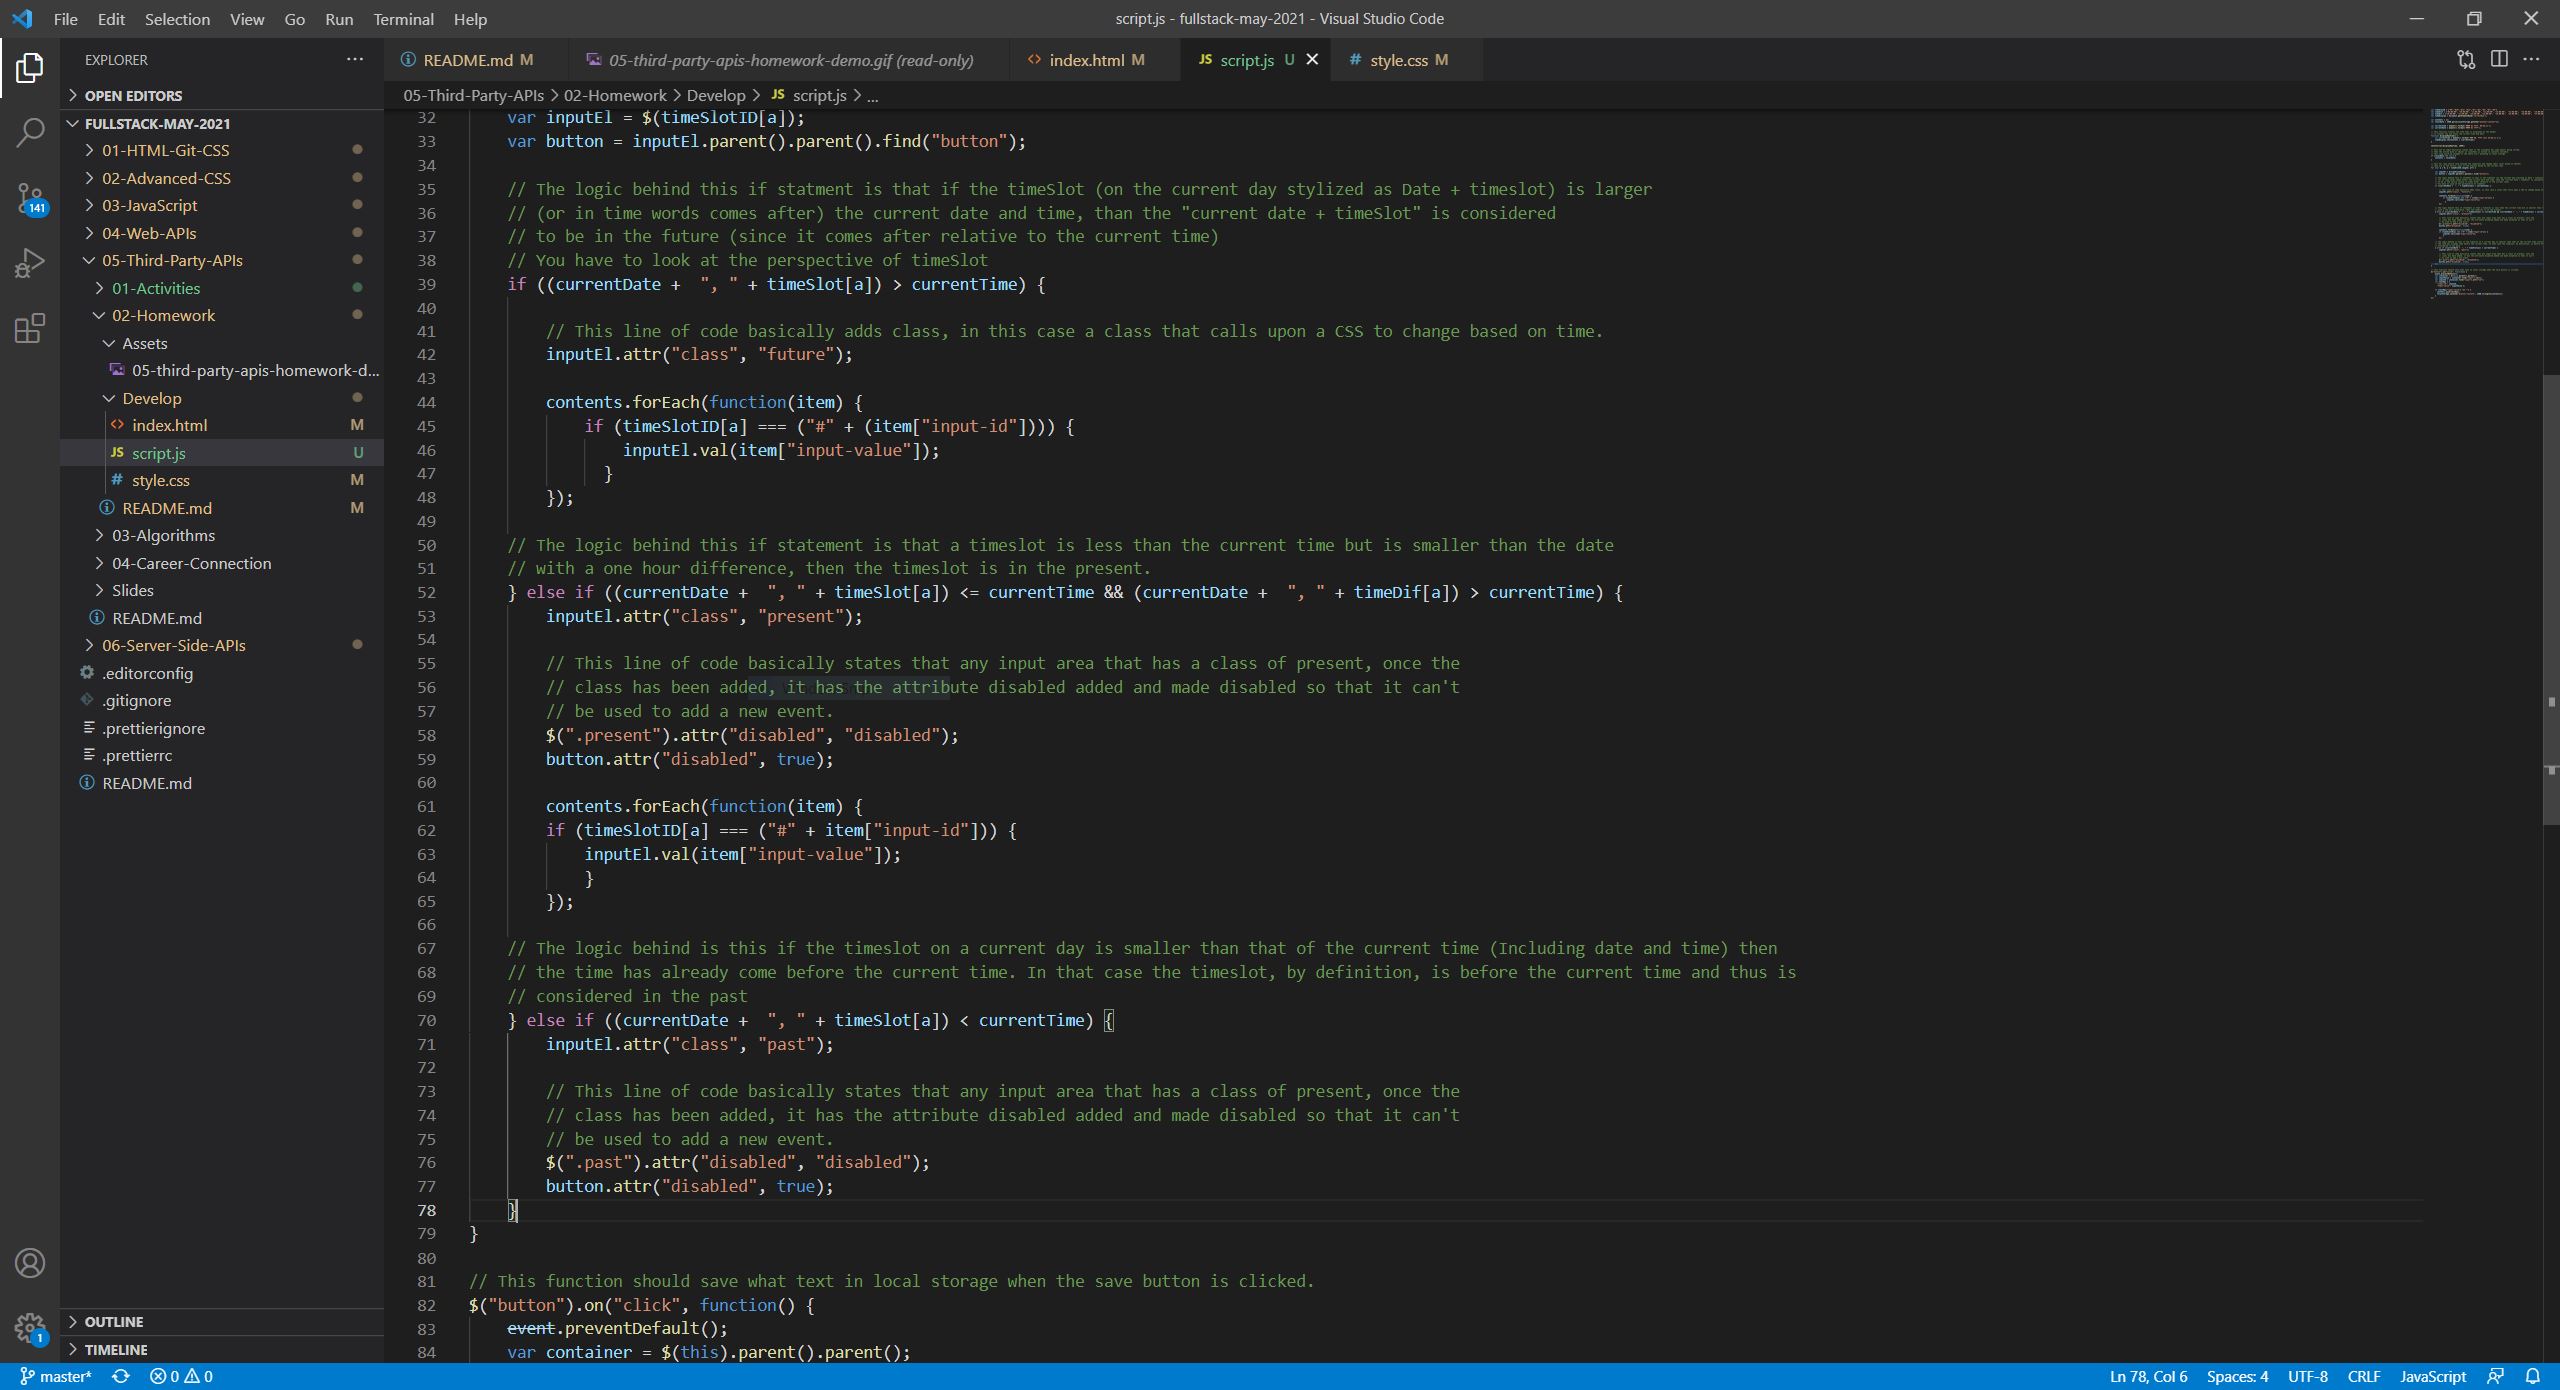 File Edit Selection View Go Run Terminal Help
script.js - fullstack-may-2021 - Visual Studio Code
EXPLORER
README.md M
05-third-party-apis-homework-demo.gif (read-only)
index.html M
JS script.js U
# style.css M
OPEN EDITORS
05-Third-Party-APIs > 02-Homework > Develop > JS script.js > ...
FULLSTACK-MAY-2021
01-HTML-Git-CSS
02-Advanced-CSS
03-JavaScript
04-Web-APIs
05-Third-Party-APIs
01-Activities
02-Homework
Assets
05-third-party-apis-homework-d...
Develop
index.html M
JS script.js U
# style.css M
README.md M
03-Algorithms
04-Career-Connection
Slides
README.md
06-Server-Side-APIs
.editorconfig
.gitignore
.prettierignore
.prettierrc
README.md
141
1
OUTLINE
TIMELINE
32 var inputEl = $(timeSlotID[a]);
33 var button = inputEl.parent().parent().find("button");
34
35 // The logic behind this if statment is that if the timeSlot (on the current day stylized as Date + timeslot) is larger
36 // (or in time words comes after) the current date and time, than the "current date + timeSlot" is considered
37 // to be in the future (since it comes after relative to the current time)
38 // You have to look at the perspective of timeSlot
39 if ((currentDate +  ", " + timeSlot[a]) > currentTime) {
40
41 // This line of code basically adds class, in this case a class that calls upon a CSS to change based on time.
42 inputEl.attr("class", "future");
43
44 contents.forEach(function(item) {
45 if (timeSlotID[a] === ("#" + (item["input-id"]))) {
46 inputEl.val(item["input-value"]);
47 }
48 });
49
50 // The logic behind this if statement is that a timeslot is less than the current time but is smaller than the date
51 // with a one hour difference, then the timeslot is in the present.
52 } else if ((currentDate +  ", " + timeSlot[a]) <= currentTime && (currentDate +  ", " + timeDif[a]) > currentTime) {
53 inputEl.attr("class", "present");
54
55 // This line of code basically states that any input area that has a class of present, once the
56 // class has been added, it has the attribute disabled added and made disabled so that it can't
57 // be used to add a new event.
58 $(".present").attr("disabled", "disabled");
59 button.attr("disabled", true);
60
61 contents.forEach(function(item) {
62 if (timeSlotID[a] === ("#" + item["input-id"])) {
63 inputEl.val(item["input-value"]);
64 }
65 });
66
67 // The logic behind is this if the timeslot on a current day is smaller than that of the current time (Including date and time) then
68 // the time has already come before the current time. In that case the timeslot, by definition, is before the current time and thus is
69 // considered in the past
70 } else if ((currentDate +  ", " + timeSlot[a]) < currentTime) {
71 inputEl.attr("class", "past");
72
73 // This line of code basically states that any input area that has a class of present, once the
74 // class has been added, it has the attribute disabled added and made disabled so that it can't
75 // be used to add a new event.
76 $(".past").attr("disabled", "disabled");
77 button.attr("disabled", true);
78 }
79 }
80
81 // This function should save what text in local storage when the save button is clicked.
82 $("button").on("click", function() {
83 event.preventDefault();
84 var container = $(this).parent().parent();
master* 0 0
Ln 78, Col 6 Spaces: 4 UTF-8 CRLF JavaScript